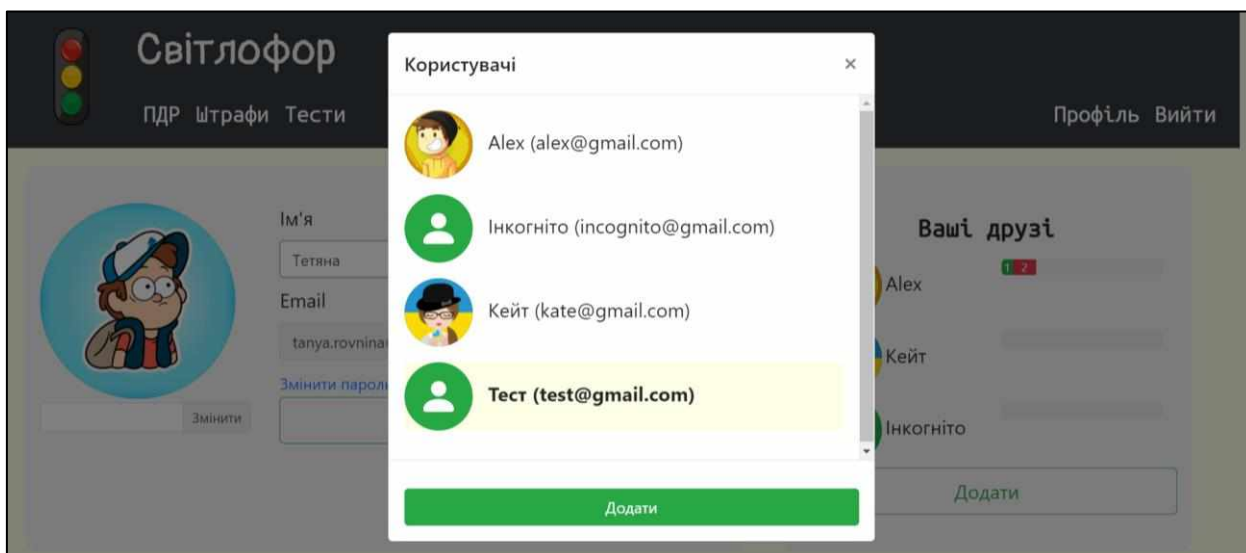 Світлофор
ПДР Штрафи Тести
Профіль Вийти
Користувачі
×
Alex (alex@gmail.com)
Інкогніто (incognito@gmail.com)
Кейт (kate@gmail.com)
Тест (test@gmail.com)
Додати
Ім'я
Тетяна
Email
tanya.rovnina
Змінити
Змінити
Ваші друзі
1 2
Alex
Кейт
Інкогніто
Додати